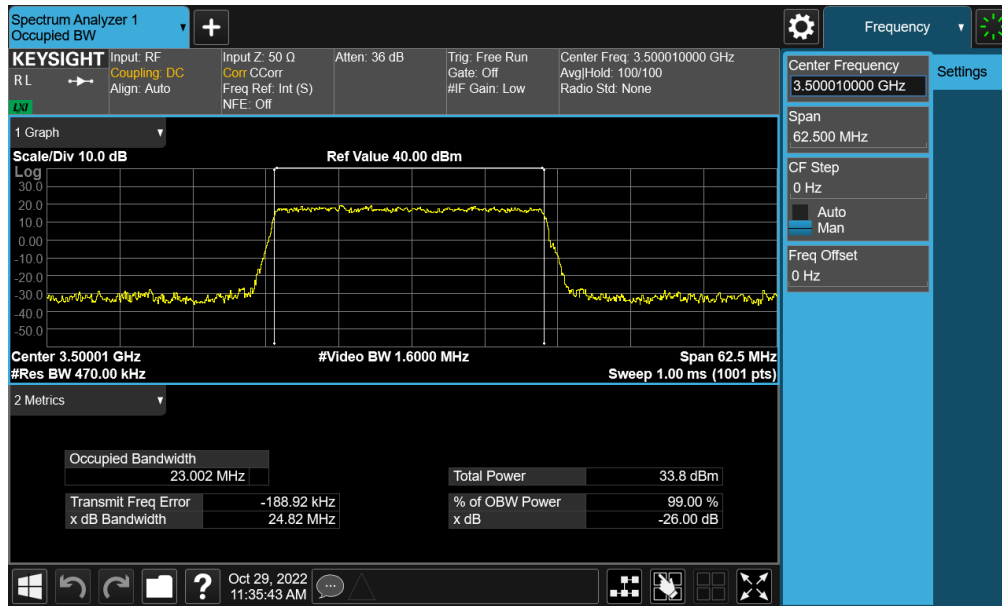 Spectrum Analyzer 1
Occupied BW
Frequency
KEYSIGHT
R L
LXI
Input: RF
Coupling: DC
Align: Auto
Input Z: 50 Ω
Corr CCorr
Freq Ref: Int (S)
NFE: Off
Atten: 36 dB
Trig: Free Run
Gate: Off
#IF Gain: Low
Center Freq: 3.500010000 GHz
Avg|Hold: 100/100
Radio Std: None
Center Frequency
3.500010000 GHz
Settings
Span
62.500 MHz
CF Step
0 Hz
Auto
Man
Freq Offset
0 Hz
1 Graph
Scale/Div 10.0 dB
Ref Value 40.00 dBm
Log
30.0
20.0
10.0
0.00
-10.0
-20.0
-30.0
-40.0
-50.0
Center 3.50001 GHz
#Video BW 1.6000 MHz
Span 62.5 MHz
#Res BW 470.00 kHz
Sweep 1.00 ms (1001 pts)
2 Metrics
Occupied Bandwidth
23.002 MHz
Total Power 33.8 dBm
Transmit Freq Error -188.92 kHz
% of OBW Power 99.00 %
x dB Bandwidth 24.82 MHz
x dB -26.00 dB
?
Oct 29, 2022
11:35:43 AM